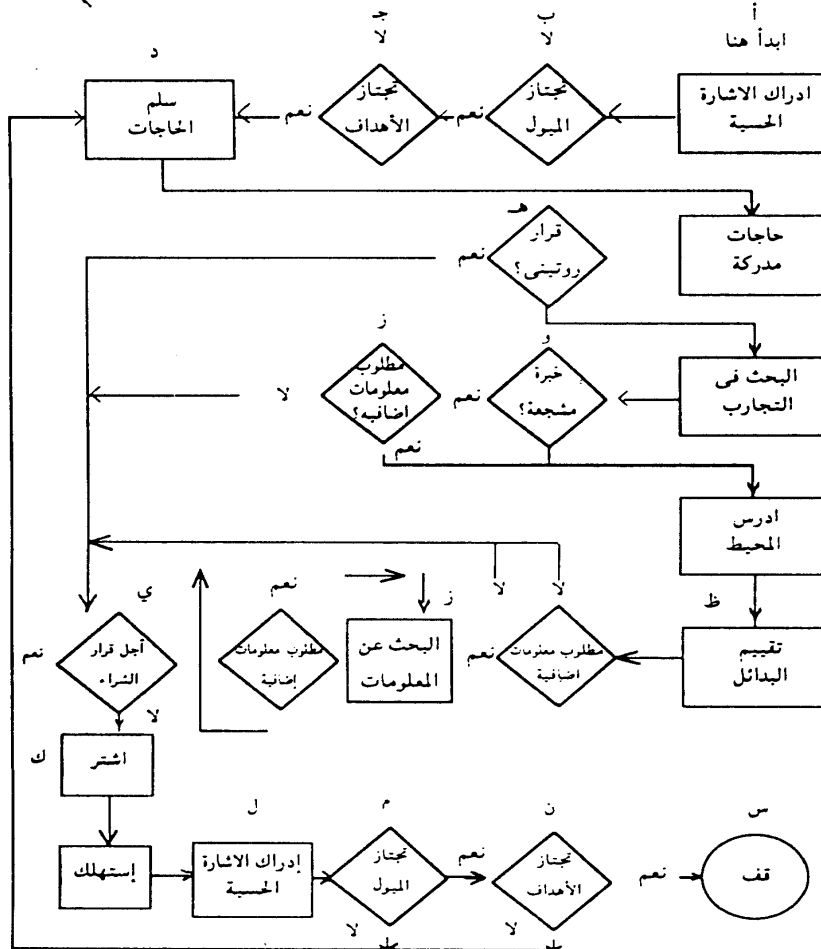 أ
ابدأ هنا
ب
لا
جـ
لا
د
ادراك الاشارة
الحسية
تجتاز
الميول
نعم
تجتاز
الأهداف
نعم
سلم
الحاجات
حاجات
مدركة
هـ
قرار
روتينى؟
نعم
البحث فى
التجارب
و
خبرة
مشجعة؟
نعم
ز
مطلوب
معلومات
اضافيه؟
لا
نعم
ادرس
المحيط
ظ
تقييم
البدائل
لا
لا
مطلوب معلومات
اضافية
نعم
ز
البحث عن
المعلومات
نعم
مطلوب معلومات
إضافية
ي
أجل قرار
الشراء
نعم
لا
ك
اشتر
إستهلك
ل
إدراك الاشارة
الحسية
م
تجتاز
الميول
نعم
لا
ن
تجتاز
الأهداف
نعم
لا
س
قف